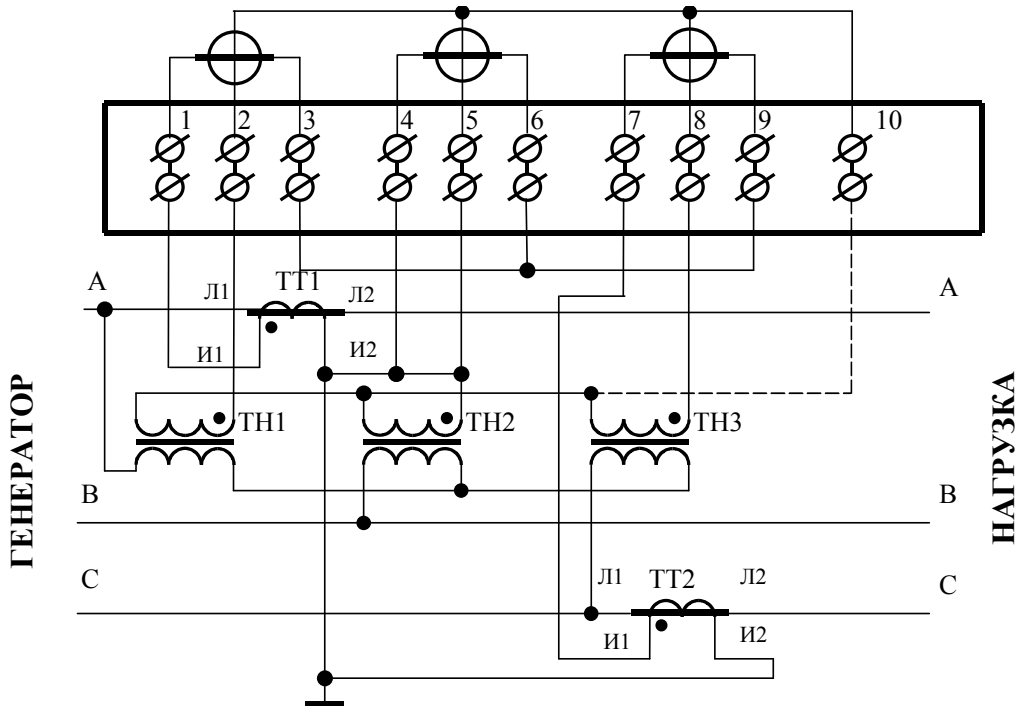 1 2 3 4 5 6 7 8 9 10
А Л1 ТТ1 Л2 А
И1 И2
ТН1 ТН2 ТН3
ГЕНЕРАТОР
НАГРУЗКА
В В
С Л1 ТТ2 Л2 С
И1 И2